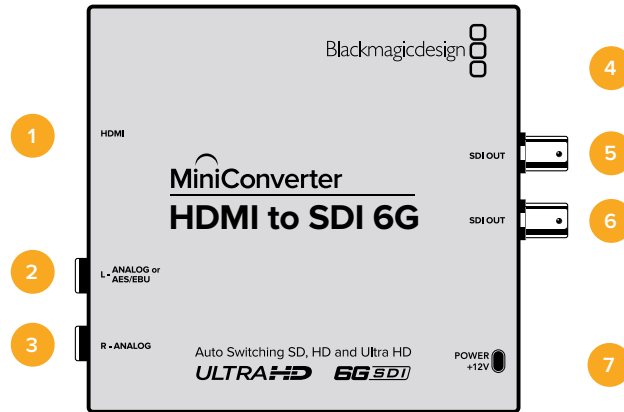 Blackmagicdesign
4
1
HDMI
SDI OUT
5
MiniConverter
HDMI to SDI 6G
SDI OUT
6
2
L - ANALOG or
AES/EBU
3
R - ANALOG
Auto Switching SD, HD and Ultra HD
POWER
+12V
7
ULTRAHD 6G SDI